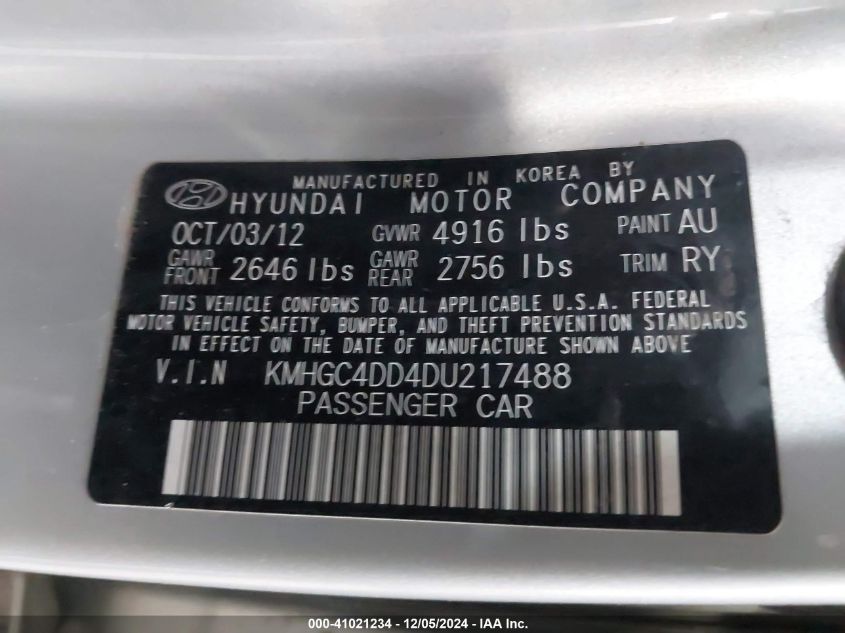 MANUFACTURED IN KOREA BY
HYUNDAI MOTOR COMPANY
OCT/03/12 GVWR 4916 lbs PAINT AU
GAWR FRONT 2646 lbs GAWR REAR 2756 lbs TRIM RY
THIS VEHICLE CONFORMS TO ALL APPLICABLE U.S.A. FEDERAL
MOTOR VEHICLE SAFETY, BUMPER, AND THEFT PREVENTION STANDARDS
IN EFFECT ON THE DATE OF MANUFACTURE SHOWN ABOVE
V.I.N KMHGC4DD4DU217488
PASSENGER CAR
000-41021234 - 12/05/2024 - IAA Inc.